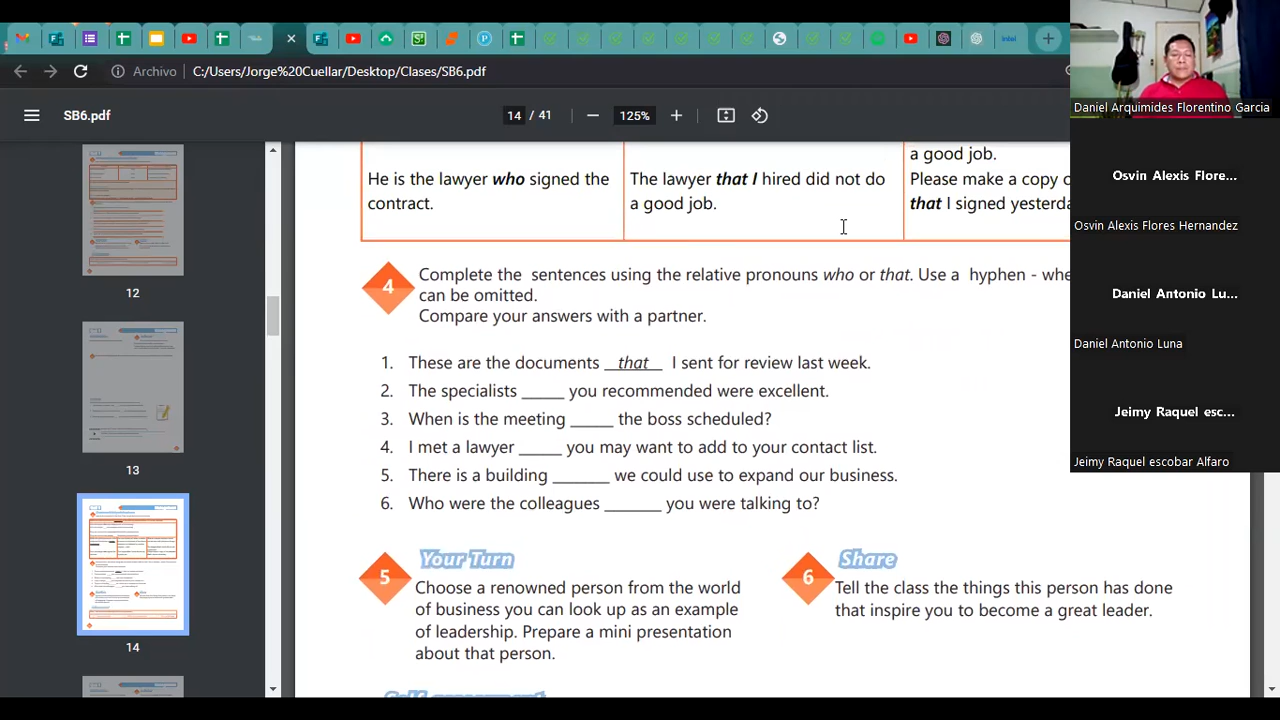 Archivo
C:/Users/Jorge%20Cuellar/Desktop/Clases/SB6.pdf
intel
SB6.pdf
14 / 41
125%
Daniel Arquimides Florentino Garcia
Osvin Alexis Flore...
Osvin Alexis Flores Hernandez
Daniel Antonio Lu...
Daniel Antonio Luna
Jeimy Raquel esc...
Jeimy Raquel escobar Alfaro
12
13
14
He is the lawyer who signed the
contract.
The lawyer that I hired did not do
a good job.
a good job.
Please make a copy
that I signed yesterda
4
Complete the sentences using the relative pronouns who or that. Use a hyphen - whe
can be omitted.
Compare your answers with a partner.
1. These are the documents _that_ I sent for review last week.
2. The specialists _____ you recommended were excellent.
3. When is the meeting _____ the boss scheduled?
4. I met a lawyer _____ you may want to add to your contact list.
5. There is a building ______ we could use to expand our business.
6. Who were the colleagues ______ you were talking to?
5
Your Turn
Choose a renowned person from the world
of business you can look up as an example
of leadership. Prepare a mini presentation
about that person.
6
Share
Tell the class the things this person has done
that inspire you to become a great leader.
Self-assessment